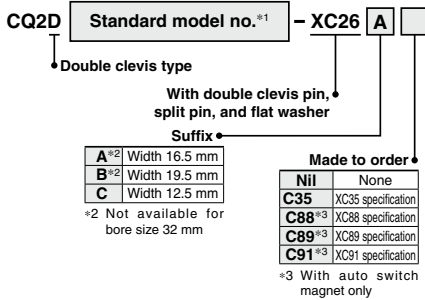 CQ2D Standard model no.*1 – XC26 A
Double clevis type
With double clevis pin,
split pin, and flat washer
Suffix
A*2 Width 16.5 mm
B*2 Width 19.5 mm
C Width 12.5 mm
*2 Not available for
bore size 32 mm
Made to order
Nil None
C35 XC35 specification
C88*3 XC88 specification
C89*3 XC89 specification
C91*3 XC91 specification
*3 With auto switch
magnet only